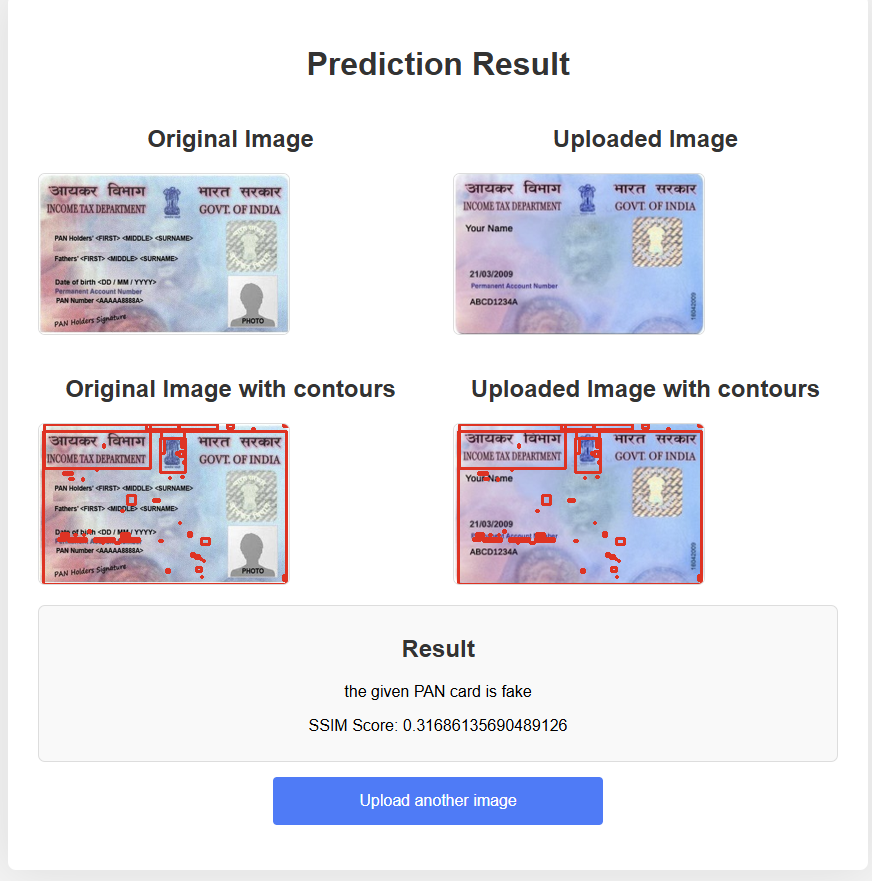 Prediction Result
Original Image
Uploaded Image
आयकर विभाग
भारत सरकार
INCOME TAX DEPARTMENT
GOVT. OF INDIA
PAN Holders' <FIRST> <MIDDLE> <SURNAME>
Fathers' <FIRST> <MIDDLE> <SURNAME>
Date of birth <DD / MM / YYYY>
Permanent Account Number
PAN Number <AAAAA8888A>
PAN Holders Signature
PHOTO
आयकर विभाग
भारत सरकार
INCOME TAX DEPARTMENT
GOVT. OF INDIA
Your Name
21/03/2009
Permanent Account Number
ABCD1234A
16042009
Original Image with contours
Uploaded Image with contours
आयकर विभाग
भारत सरकार
INCOME TAX DEPARTMENT
GOVT. OF INDIA
PAN Holders' <FIRST> <MIDDLE> <SURNAME>
Fathers' <FIRST> <MIDDLE> <SURNAME>
Date of birth <DD / MM / YYYY>
PAN Number <AAAAA8888A>
PAN Holders Signature
PHOTO
आयकर विभाग
भारत सरकार
INCOME TAX DEPARTMENT
GOVT. OF INDIA
Your Name
21/03/2009
Account Number
ABCD1234A
16042009
Result
the given PAN card is fake
SSIM Score: 0.31686135690489126
Upload another image